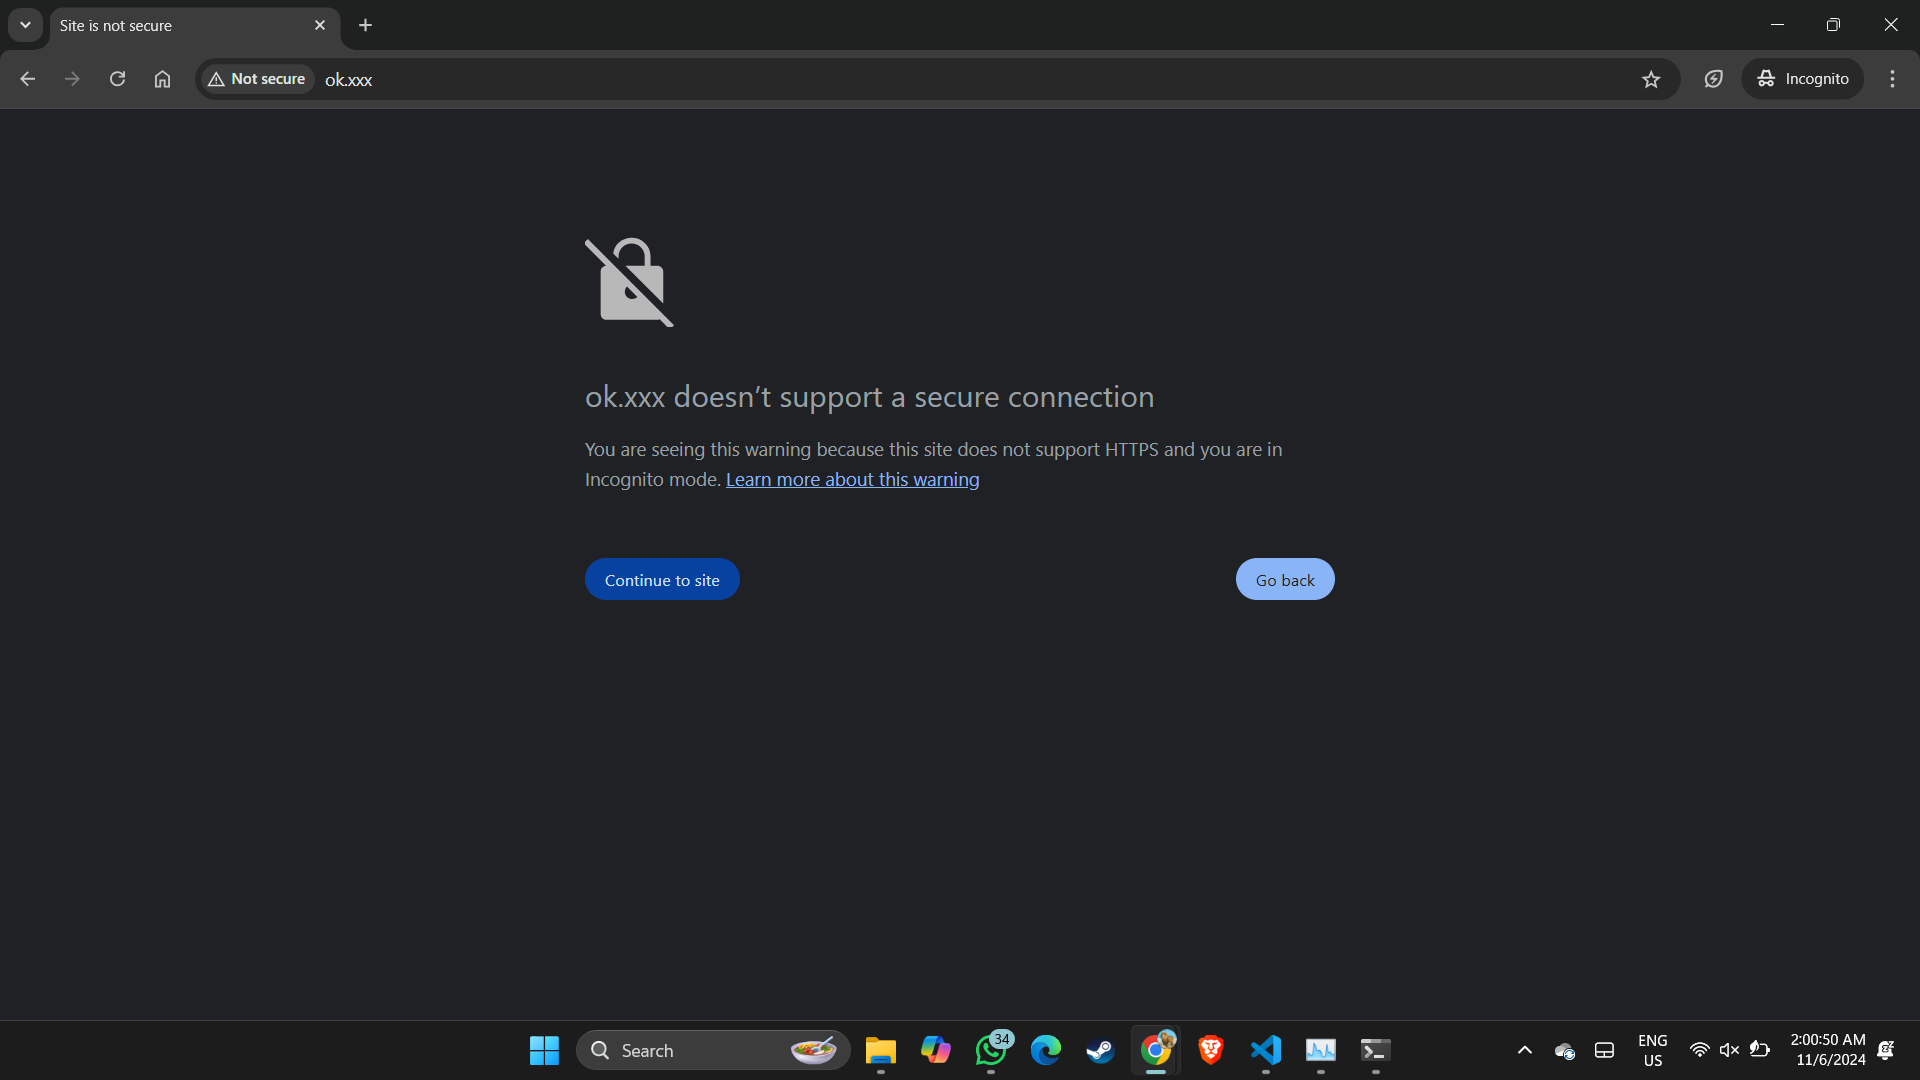 Site is not secure
Not secure
ok.xxx
Incognito
ok.xxx doesn’t support a secure connection
You are seeing this warning because this site does not support HTTPS and you are in
Incognito mode. Learn more about this warning
Continue to site
Go back
Search
34
ENG
US
2:00:50 AM
11/6/2024